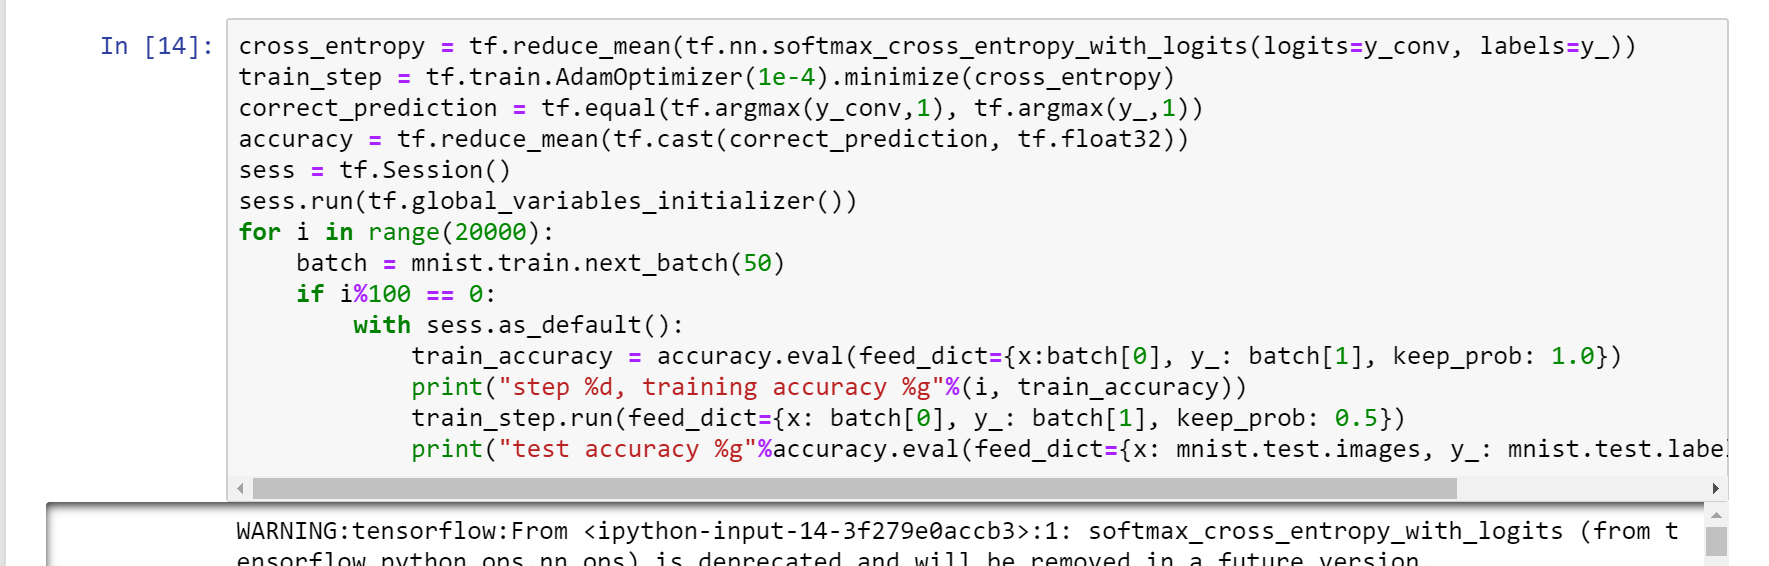 In [14]:
cross_entropy = tf.reduce_mean(tf.nn.softmax_cross_entropy_with_logits(logits=y_conv, labels=y_))
train_step = tf.train.AdamOptimizer(1e-4).minimize(cross_entropy)
correct_prediction = tf.equal(tf.argmax(y_conv,1), tf.argmax(y_,1))
accuracy = tf.reduce_mean(tf.cast(correct_prediction, tf.float32))
sess = tf.Session()
sess.run(tf.global_variables_initializer())
for i in range(20000):
    batch = mnist.train.next_batch(50)
    if i%100 == 0:
        with sess.as_default():
            train_accuracy = accuracy.eval(feed_dict={x:batch[0], y_: batch[1], keep_prob: 1.0})
            print("step %d, training accuracy %g"%(i, train_accuracy))
            train_step.run(feed_dict={x: batch[0], y_: batch[1], keep_prob: 0.5})
            print("test accuracy %g"%accuracy.eval(feed_dict={x: mnist.test.images, y_: mnist.test.labe
WARNING:tensorflow:From <ipython-input-14-3f279e0accb3>:1: softmax_cross_entropy_with_logits (from t
ensorflow.python.ops.nn_ops) is deprecated and will be removed in a future version.